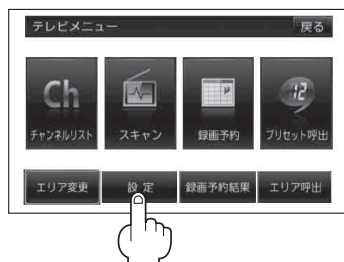 テレビメニュー 戻る
Ch
12
チャンネルリスト スキャン 録画予約 プリセット呼出
エリア変更 設定 録画予約結果 エリア呼出